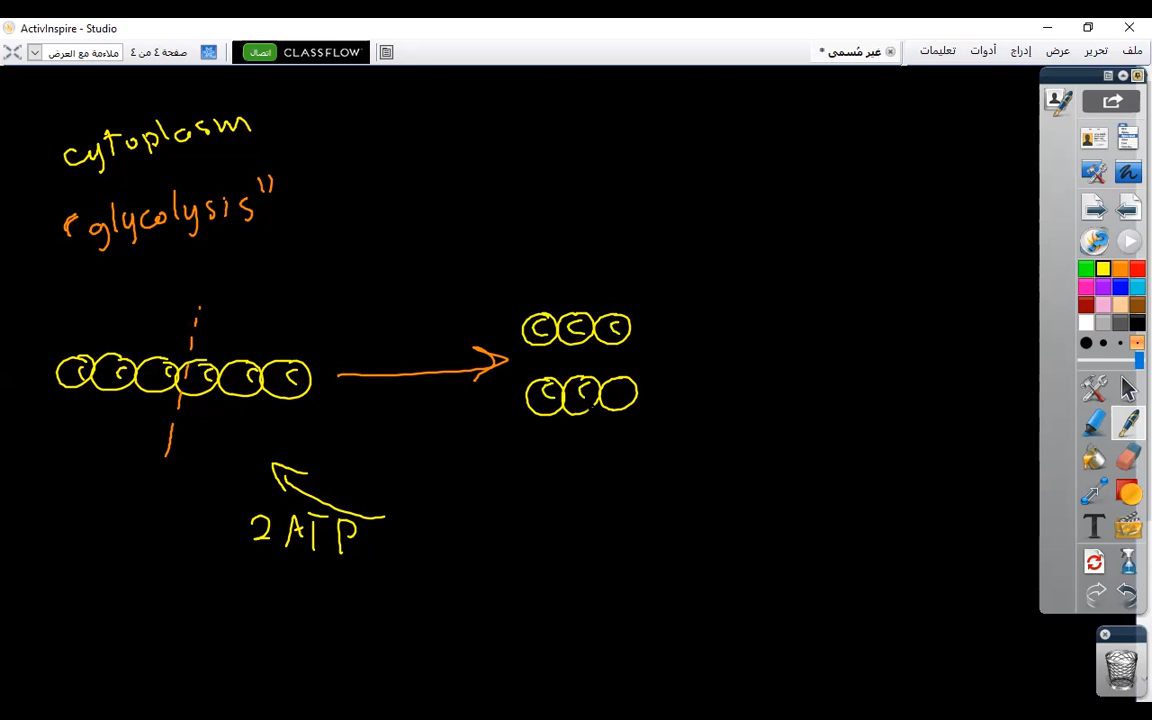 ActivInspire - Studio
ملف تحرير عرض إدراج أدوات تعليمات
غير مُسمى *
CLASSFLOW اتصال
صفحة ٤ من ٤
ملاءمة مع العرض
cytoplasm
"glycolysis"
C C C C C C
C C C
C C
2 ATP